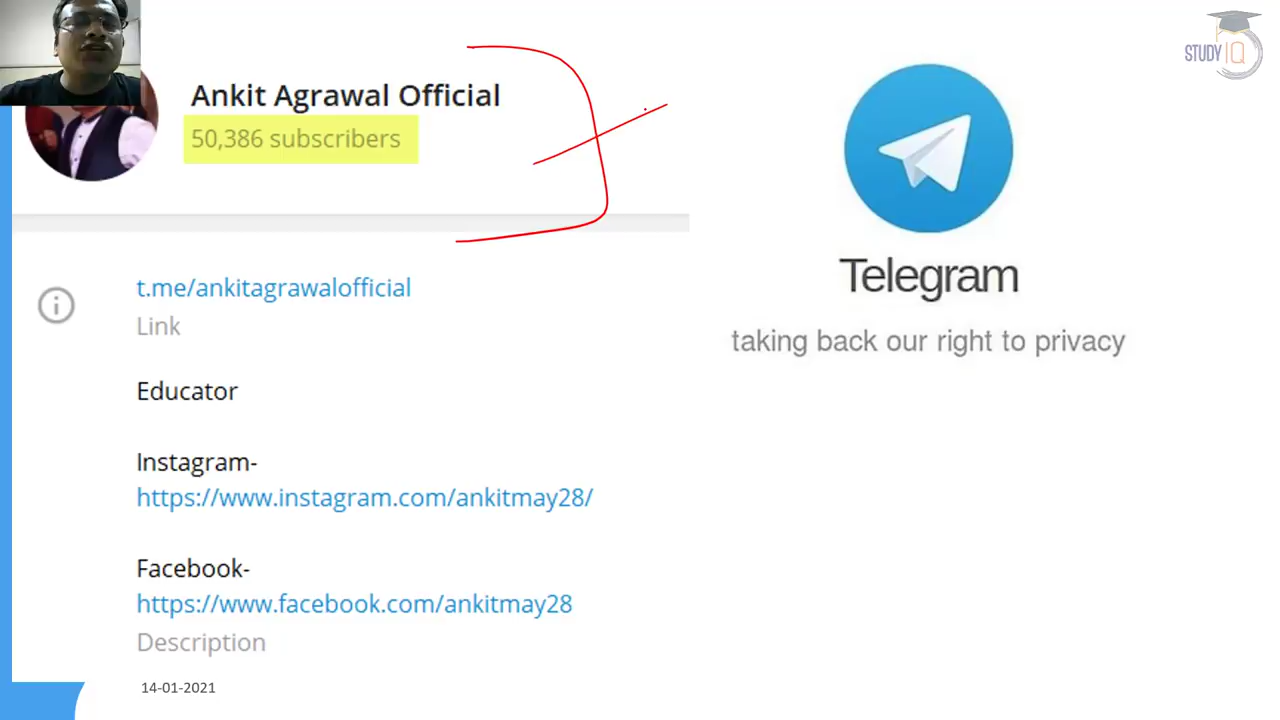 STUDY IQ
Ankit Agrawal Official
50,386 subscribers
t.me/ankitagrawalofficial
Link
Educator
Instagram-
https://www.instagram.com/ankitmay28/
Facebook-
https://www.facebook.com/ankitmay28
Description
Telegram
taking back our right to privacy
14-01-2021